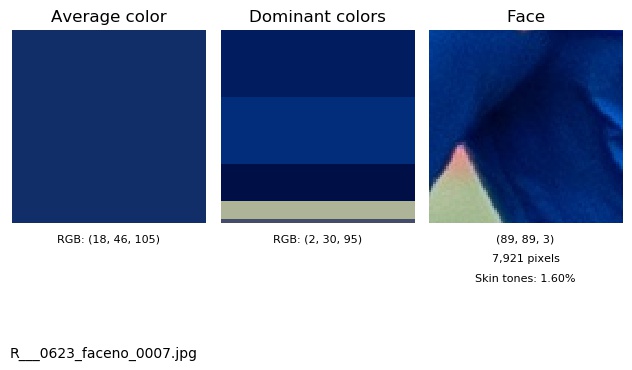 Average color
Dominant colors
Face
RGB: (18, 46, 105)
RGB: (2, 30, 95)
(89, 89, 3)
7,921 pixels
Skin tones: 1.60%
R___0623_faceno_0007.jpg